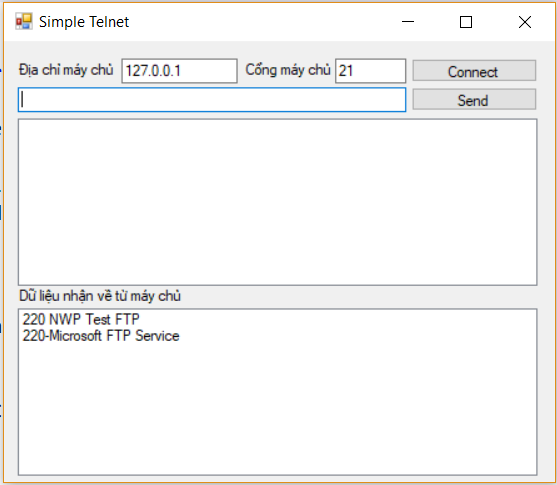 Simple Telnet
Địa chỉ máy chủ 127.0.0.1 Cổng máy chủ 21 Connect
Send
Dữ liệu nhận về từ máy chủ
220 NWP Test FTP
220-Microsoft FTP Service